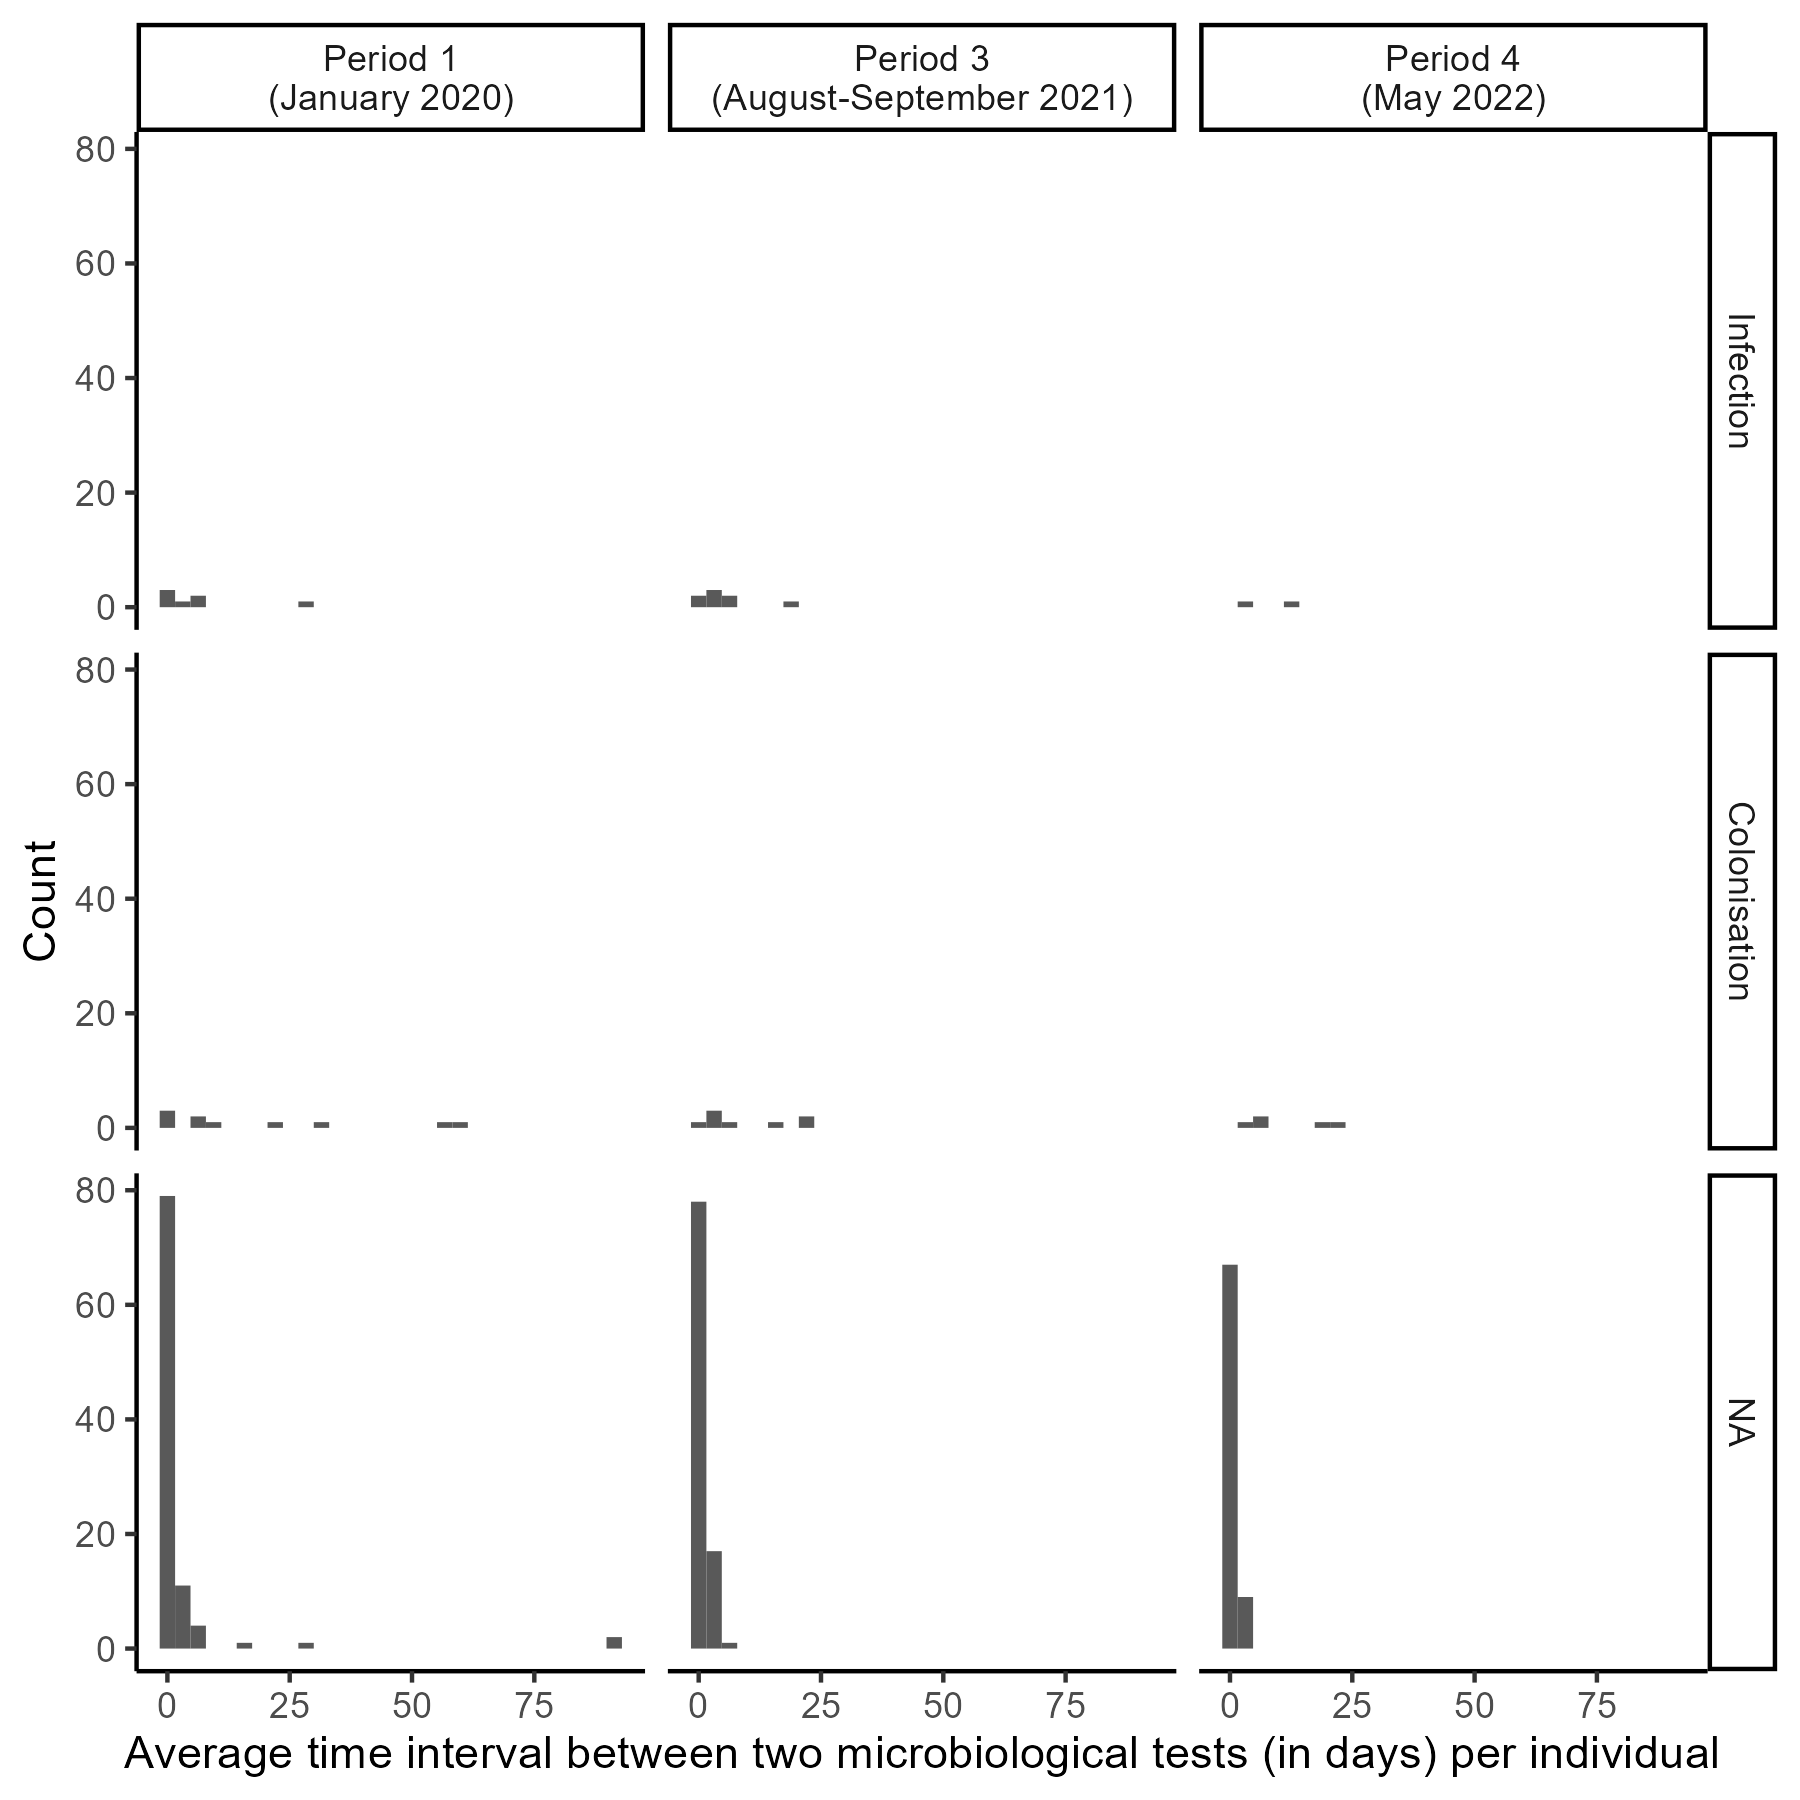 Period 1
(January 2020)
Period 3
(August-September 2021)
Period 4
(May 2022)
80
60
40
20
0
Infection
80
60
40
20
0
Colonisation
80
60
40
20
0
NA
Count
0 25 50 75
0 25 50 75
0 25 50 75
Average time interval between two microbiological tests (in days) per individual